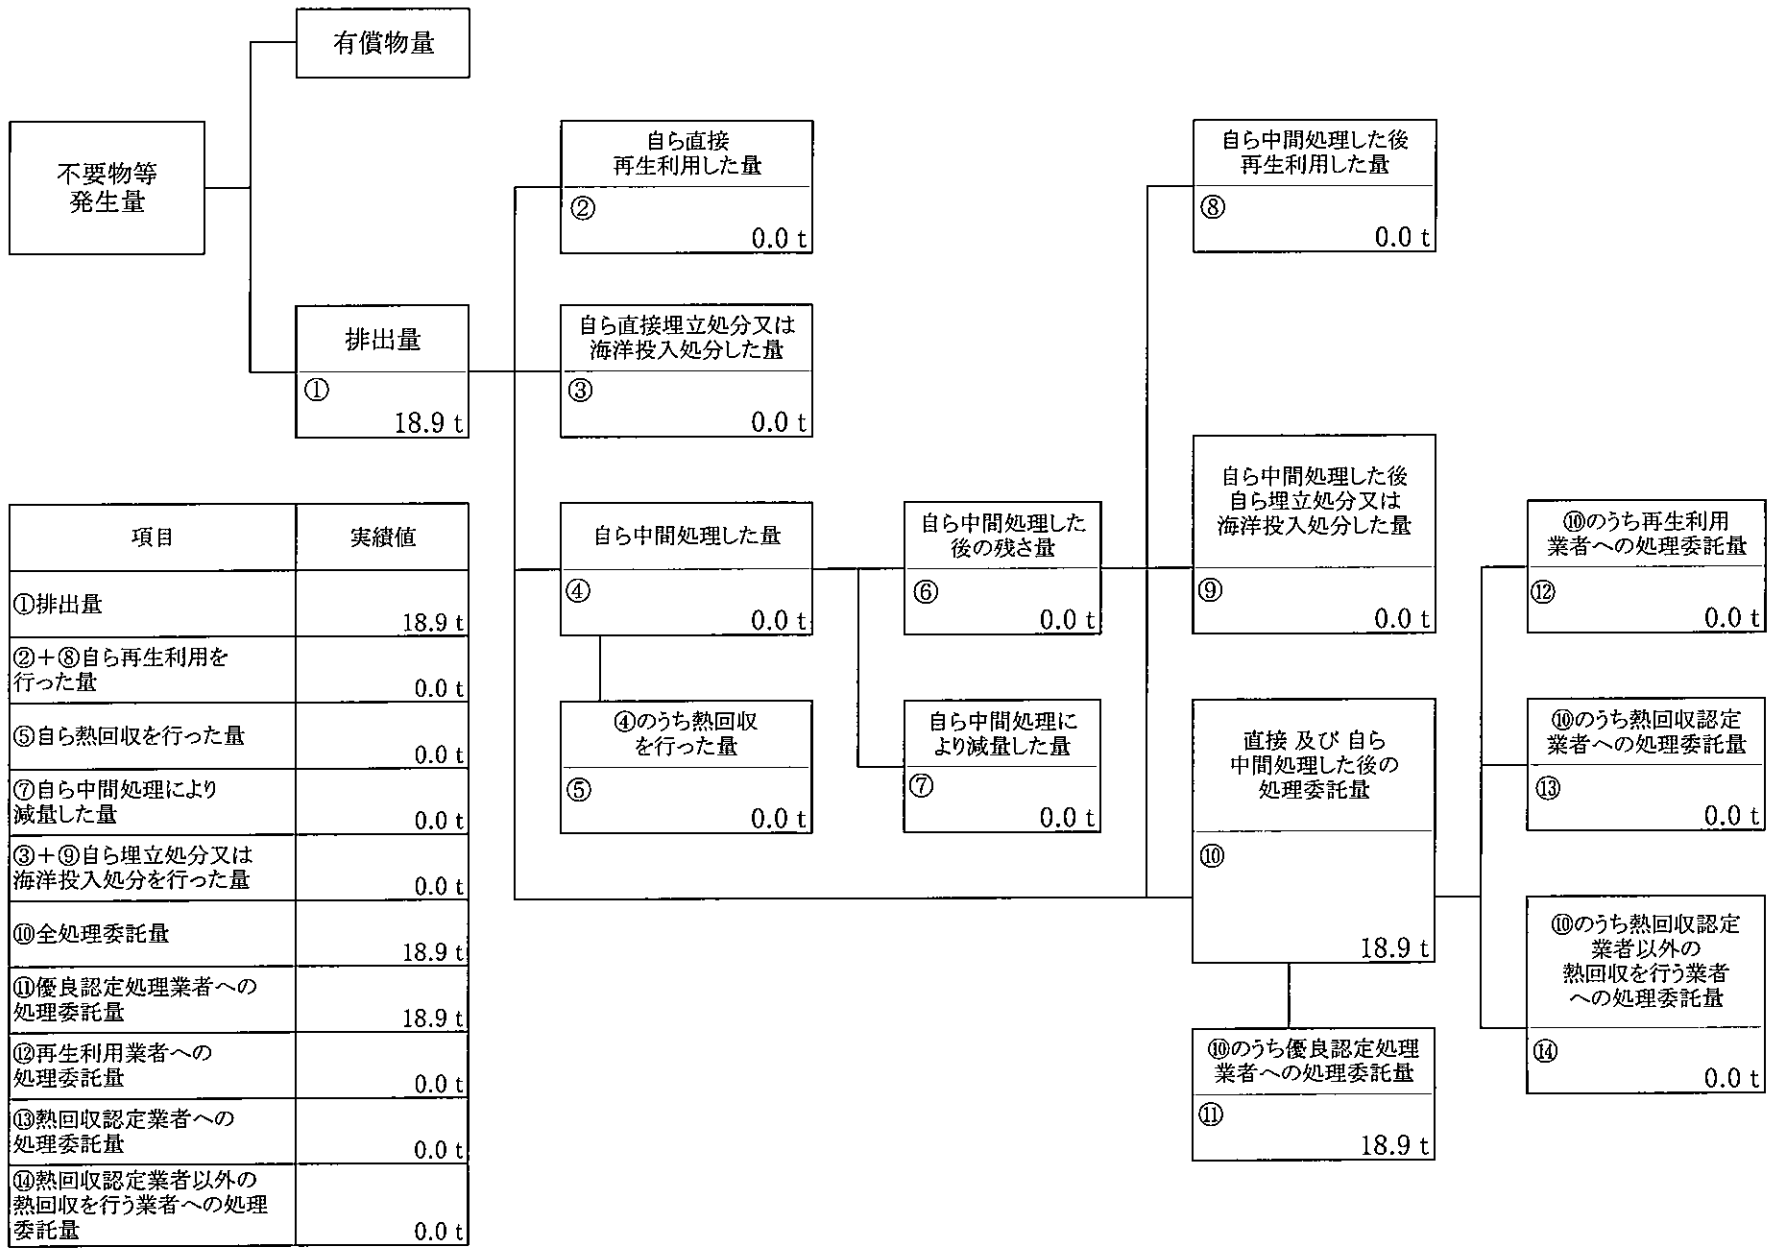 有償物量
不要物等
発生量
自ら直接
再生利用した量
②
0.0 t
自ら中間処理した後
再生利用した量
⑧
0.0 t
排出量
①
18.9 t
自ら直接埋立処分又は
海洋投入処分した量
③
0.0 t
自ら中間処理した量
④
0.0 t
自ら中間処理した
後の残さ量
⑥
0.0 t
自ら中間処理した後
自ら埋立処分又は
海洋投入処分した量
⑨
0.0 t
⑩のうち再生利用
業者への処理委託量
⑫
0.0 t
④のうち熱回収
を行った量
⑤
0.0 t
自ら中間処理に
より減量した量
⑦
0.0 t
直接 及び 自ら
中間処理した後の
処理委託量
⑩
18.9 t
⑩のうち熱回収認定
業者への処理委託量
⑬
0.0 t
⑩のうち熱回収認定
業者以外の
熱回収を行う業者
への処理委託量
⑭
0.0 t
⑩のうち優良認定処理
業者への処理委託量
⑪
18.9 t
項目 実績値
①排出量
18.9 t
②+⑧自ら再生利用を
行った量 0.0 t
⑤自ら熱回収を行った量
0.0 t
⑦自ら中間処理により
減量した量 0.0 t
③+⑨自ら埋立処分又は
海洋投入処分を行った量 0.0 t
⑩全処理委託量
18.9 t
⑪優良認定処理業者への
処理委託量 18.9 t
⑫再生利用業者への
処理委託量 0.0 t
⑬熱回収認定業者への
処理委託量 0.0 t
⑭熱回収認定業者以外の
熱回収を行う業者への処理
委託量 0.0 t